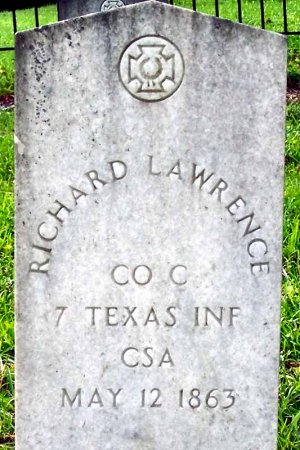 RICHARD LAWRENCE
CO C
7 TEXAS INF
CSA
MAY 12 1863